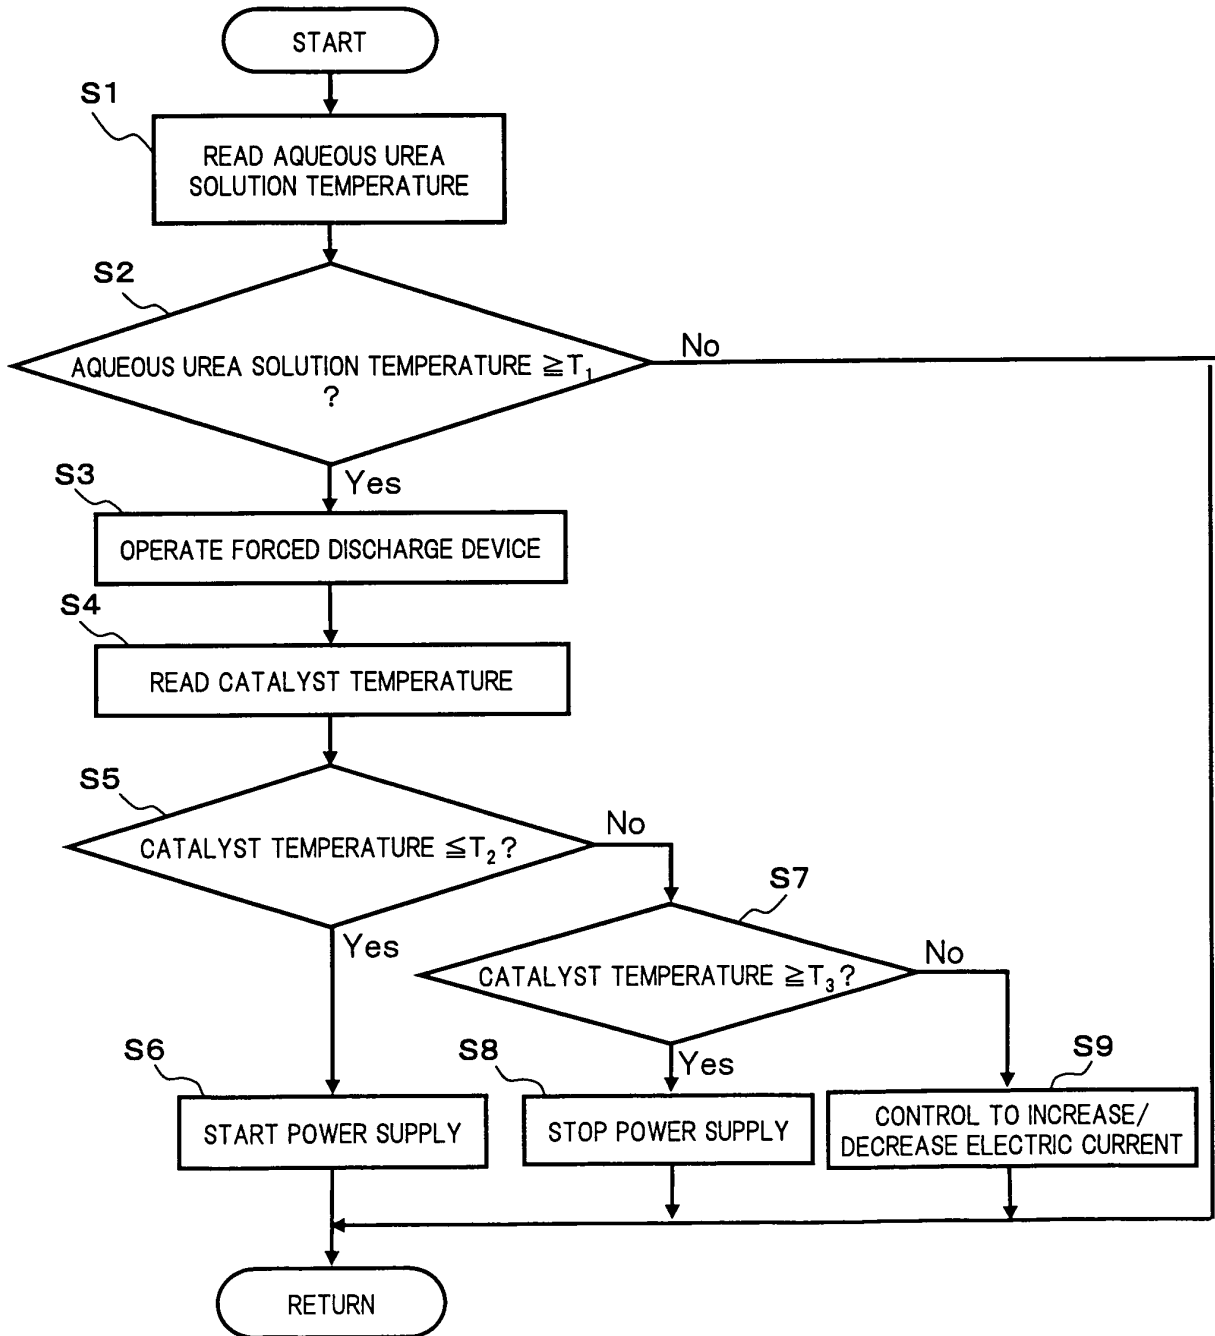 START
S1
READ AQUEOUS UREA
SOLUTION TEMPERATURE
S2
AQUEOUS UREA SOLUTION TEMPERATURE ≧T₁
?
No
Yes
S3
OPERATE FORCED DISCHARGE DEVICE
S4
READ CATALYST TEMPERATURE
S5
CATALYST TEMPERATURE ≦T₂?
No
Yes
S7
CATALYST TEMPERATURE ≧T₃?
No
Yes
S6
START POWER SUPPLY
S8
STOP POWER SUPPLY
S9
CONTROL TO INCREASE/
DECREASE ELECTRIC CURRENT
RETURN